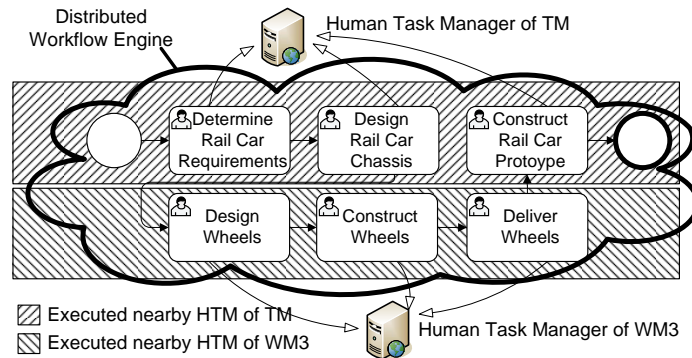 Distributed
Workflow Engine
Human Task Manager of TM
Determine
Rail Car
Requirements
Design
Rail Car
Chassis
Construct
Rail Car
Protoype
Design
Wheels
Construct
Wheels
Deliver
Wheels
Executed nearby HTM of TM
Executed nearby HTM of WM3
Human Task Manager of WM3